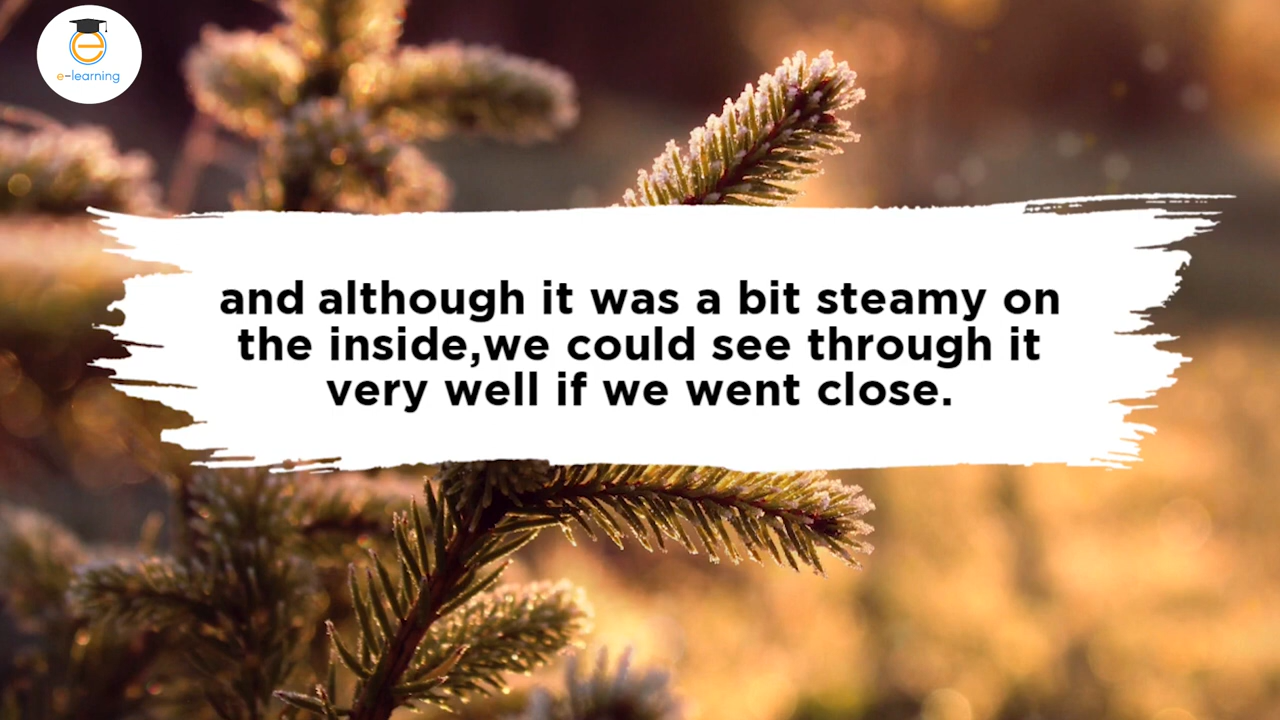 e-learning
and although it was a bit steamy on
the inside,we could see through it
very well if we went close.